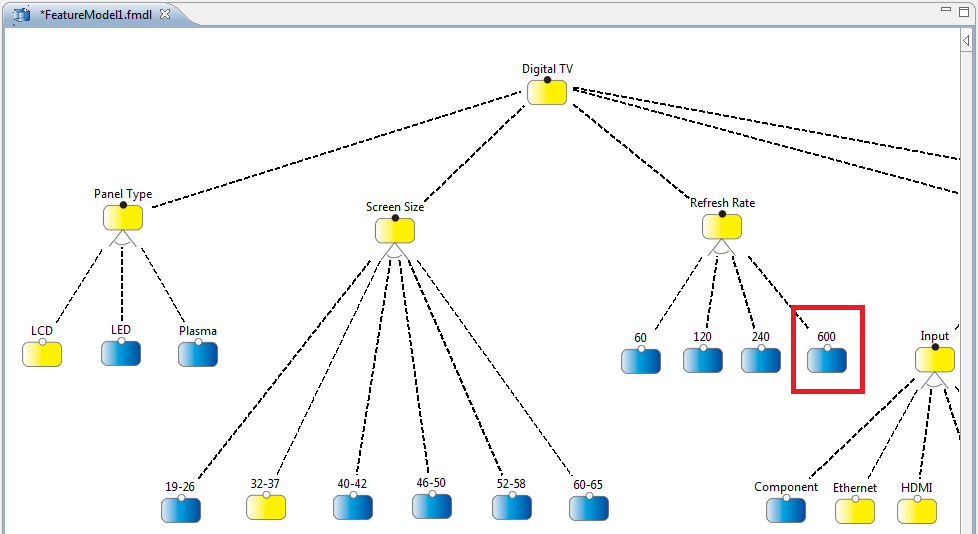 *FeatureModel1.fmdl
Digital TV
Panel Type
Screen Size
Refresh Rate
LCD
LED
Plasma
60
120
240
600
Input
19-26
32-37
40-42
46-50
52-58
60-65
Component
Ethernet
HDMI